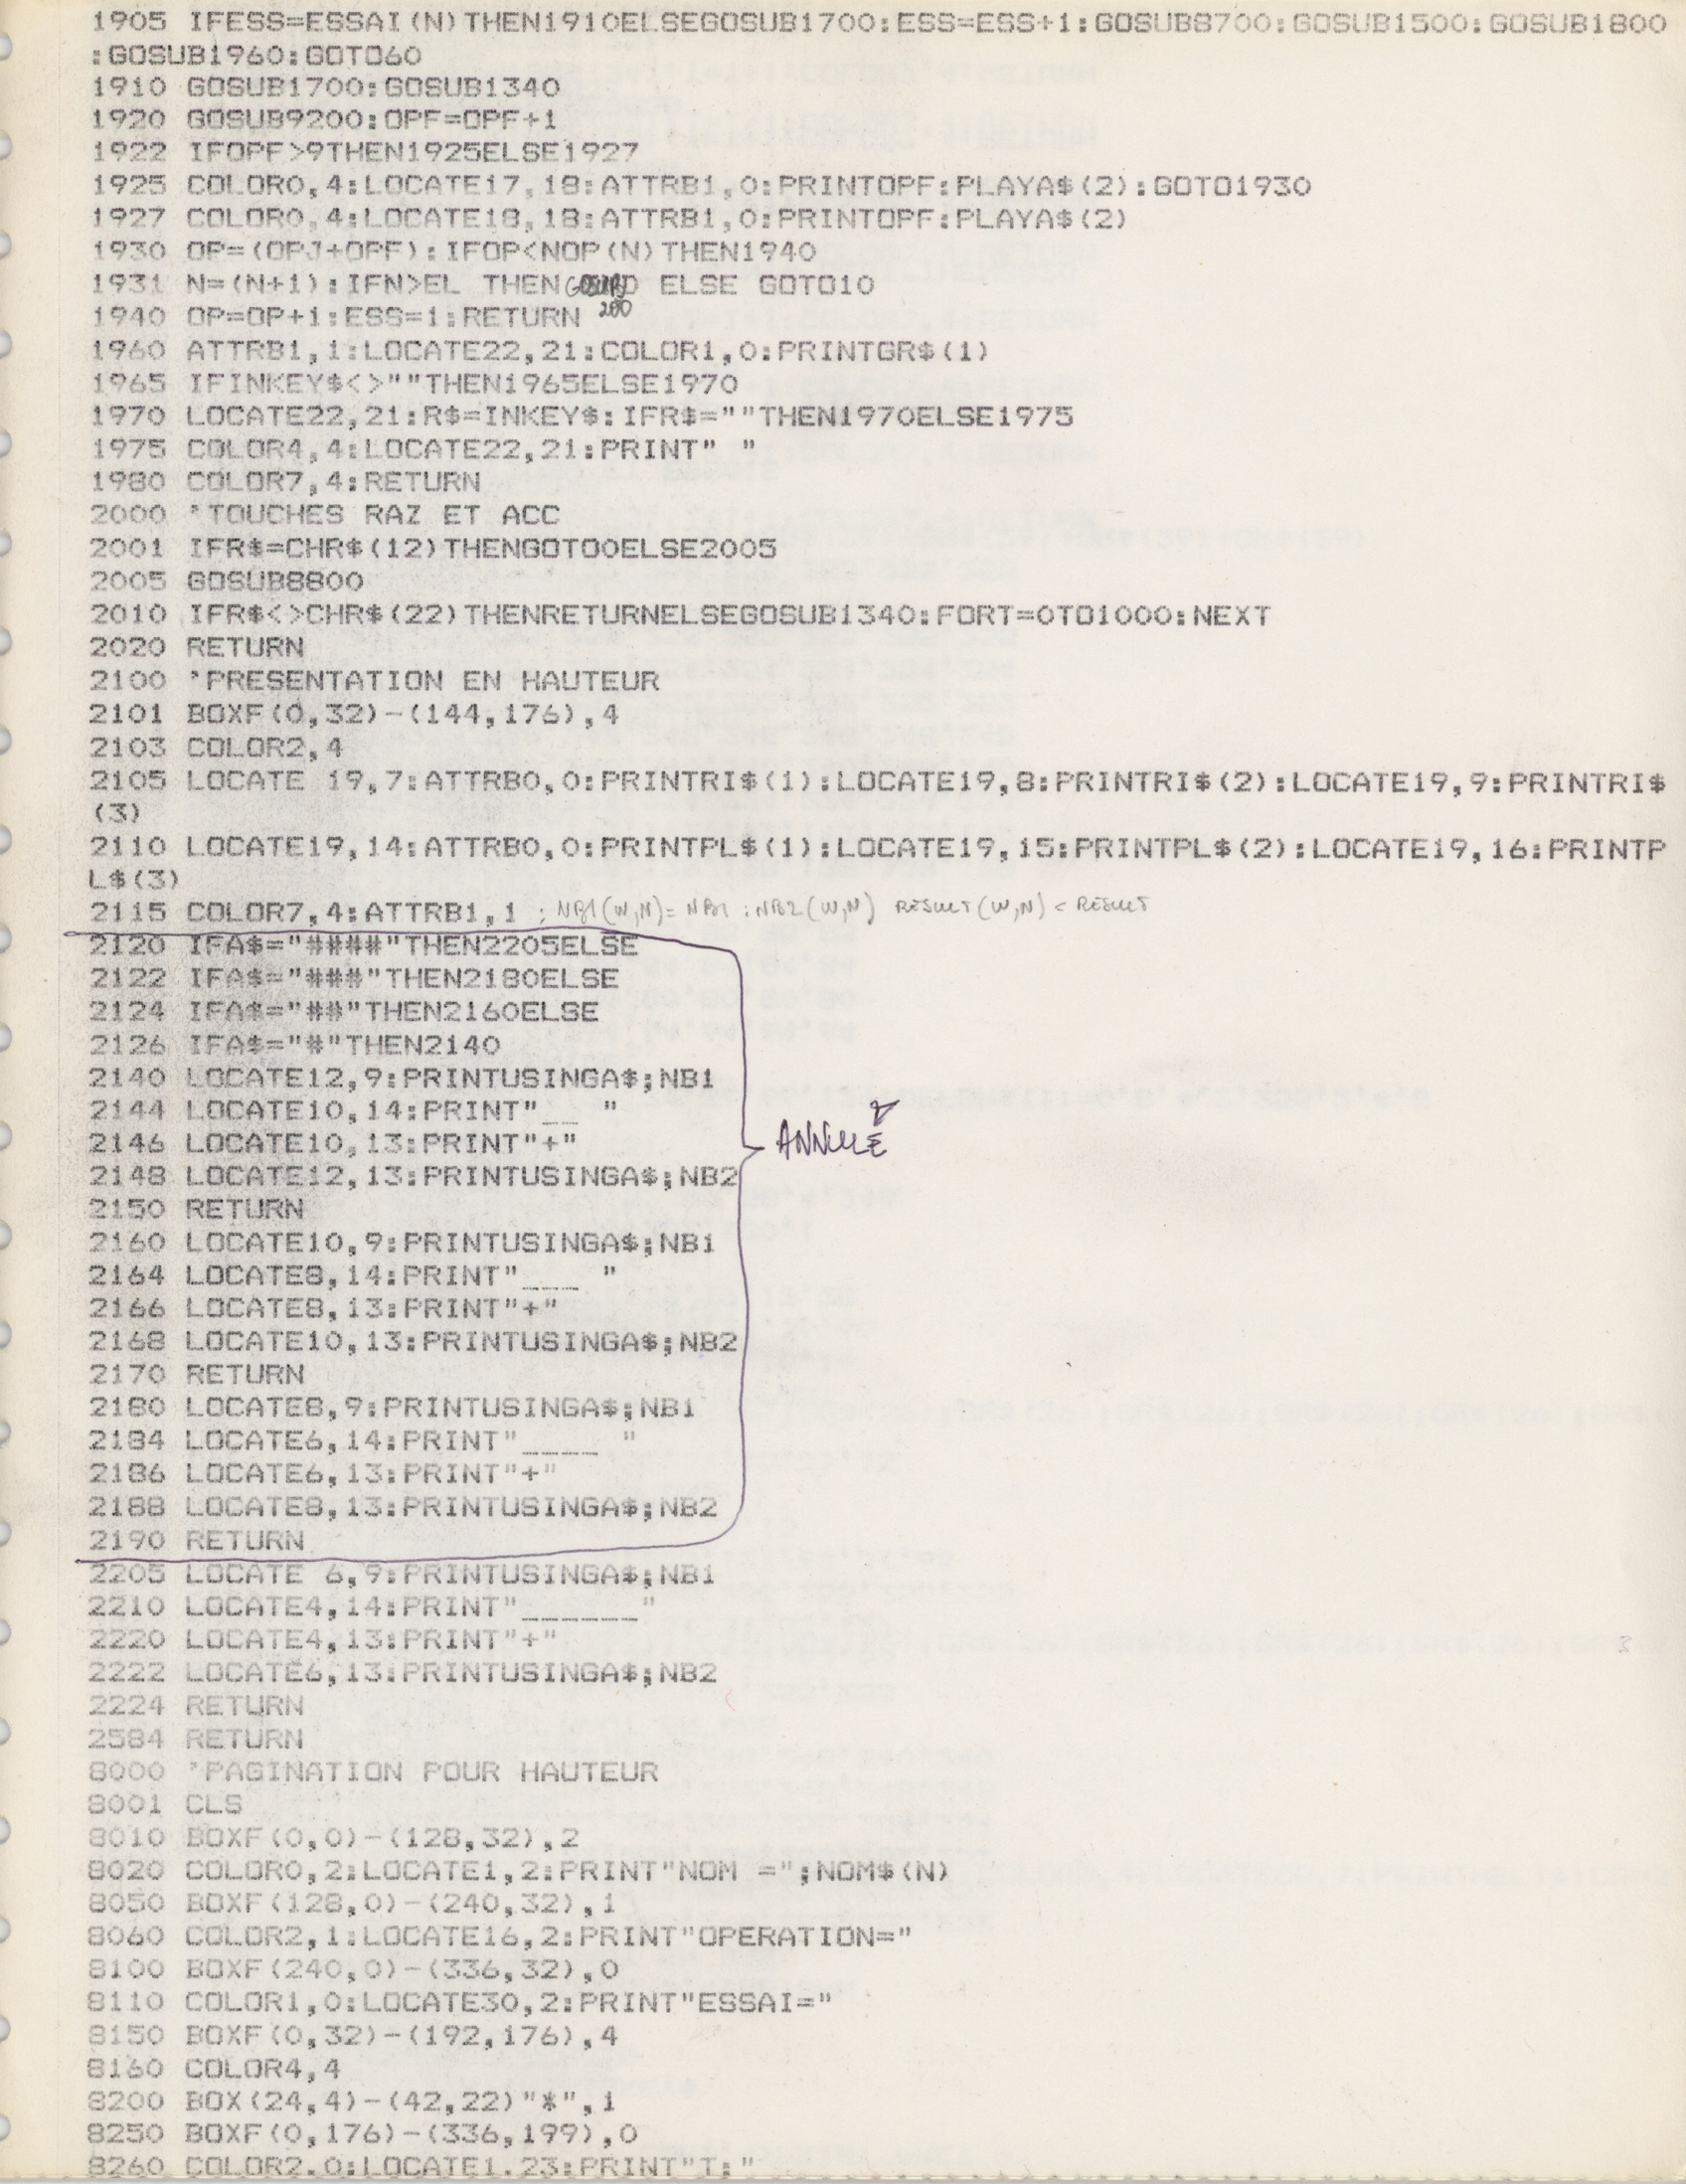 1905 IFESS=ESSAI(N)THEN1910ELSEGOSUB1700:ESS=ESS+1:GOSUB8700:GOSUB1500:GOSUB1800
:GOSUB1960:GOTO60
1910 GOSUB1700:GOSUB1340
1920 GOSUB9200:OPF=OPF+1
1922 IFOPF>9THEN1925ELSE1927
1925 COLOR0,4:LOCATE17,18:ATTRB1,0:PRINTOPF:PLAYA$(2):GOTO1930
1927 COLOR0,4:LOCATE18,18:ATTRB1,0:PRINTOPF:PLAYA$(2)
1930 OP=(OPJ+OPF):IFOP<NOP(N)THEN1940
1931 N=(N+1):IFN>EL THEN GOSUB ELSE GOTO10
200
1940 OP=OP+1:ESS=1:RETURN
1960 ATTRB1,1:LOCATE22,21:COLOR1,0:PRINTGR$(1)
1965 IFINKEY$<>""THEN1965ELSE1970
1970 LOCATE22,21:R$=INKEY$:IFR$=""THEN1970ELSE1975
1975 COLOR4,4:LOCATE22,21:PRINT" "
1980 COLOR7,4:RETURN
2000 'TOUCHES RAZ ET ACC
2001 IFR$=CHR$(12)THENGOTO0ELSE2005
2005 GOSUB8800
2010 IFR$<>CHR$(22)THENRETURNELSEGOSUB1340:FORT=0TO1000:NEXT
2020 RETURN
2100 'PRESENTATION EN HAUTEUR
2101 BOXF(0,32)-(144,176),4
2103 COLOR2,4
2105 LOCATE 19,7:ATTRB0,0:PRINTRI$(1):LOCATE19,8:PRINTRI$(2):LOCATE19,9:PRINTRI$
(3)
2110 LOCATE19,14:ATTRB0,0:PRINTPL$(1):LOCATE19,15:PRINTPL$(2):LOCATE19,16:PRINTP
L$(3)
2115 COLOR7,4:ATTRB1,1 ; NB1(W,N)= NB1 : NB2(W,N) RESULT(W,N) < RESULT
2120 IFA$="####"THEN2205ELSE
2122 IFA$="###"THEN2180ELSE
2124 IFA$="##"THEN2160ELSE
2126 IFA$="#"THEN2140
2140 LOCATE12,9:PRINTUSINGA$;NB1
2144 LOCATE10,14:PRINT"___ "
2146 LOCATE10,13:PRINT"+"
ANNULÉ
2148 LOCATE12,13:PRINTUSINGA$;NB2
2150 RETURN
2160 LOCATE10,9:PRINTUSINGA$;NB1
2164 LOCATE8,14:PRINT"___ "
2166 LOCATE8,13:PRINT"+"
2168 LOCATE10,13:PRINTUSINGA$;NB2
2170 RETURN
2180 LOCATE8,9:PRINTUSINGA$;NB1
2184 LOCATE6,14:PRINT"____ "
2186 LOCATE6,13:PRINT"+"
2188 LOCATE8,13:PRINTUSINGA$;NB2
2190 RETURN
2205 LOCATE 6,9:PRINTUSINGA$;NB1
2210 LOCATE4,14:PRINT"______"
2220 LOCATE4,13:PRINT"+"
2222 LOCATE6,13:PRINTUSINGA$;NB2
2224 RETURN
2584 RETURN
8000 'PAGINATION POUR HAUTEUR
8001 CLS
8010 BOXF(0,0)-(128,32),2
8020 COLOR0,2:LOCATE1,2:PRINT"NOM =";NOM$(N)
8050 BOXF(128,0)-(240,32),1
8060 COLOR2,1:LOCATE16,2:PRINT"OPERATION="
8100 BOXF(240,0)-(336,32),0
8110 COLOR1,0:LOCATE30,2:PRINT"ESSAI="
8150 BOXF(0,32)-(192,176),4
8160 COLOR4,4
8200 BOX(24,4)-(42,22)"*",1
8250 BOXF(0,176)-(336,199),0
8260 COLOR2,0:LOCATE1,23:PRINT"T:"